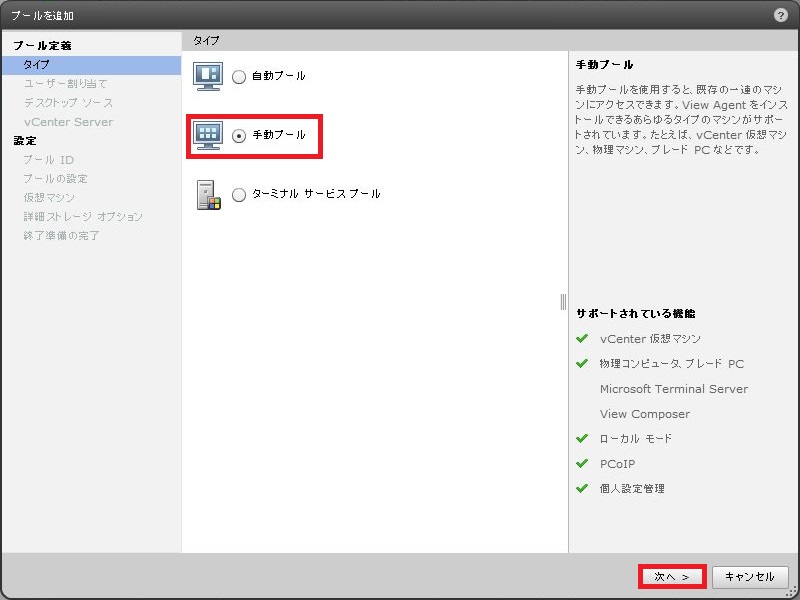 プールを追加
?
プール定義
タイプ
ユーザー割り当て
デスクトップ ソース
vCenter Server
設定
プール ID
プールの設定
仮想マシン
詳細ストレージ オプション
終了準備の完了
タイプ
自動プール
手動プール
ターミナル サービス プール
手動プール
手動プールを使用すると、既存の一連のマシ
ンにアクセスできます。View Agent をインス
トールできるあらゆるタイプのマシンがサポー
トされています。たとえば、vCenter 仮想マシ
ン、物理マシン、ブレード PC などです。
サポートされている機能
vCenter 仮想マシン
物理コンピュータ、ブレード PC
Microsoft Terminal Server
View Composer
ローカル モード
PCoIP
個人設定管理
次へ >
キャンセル